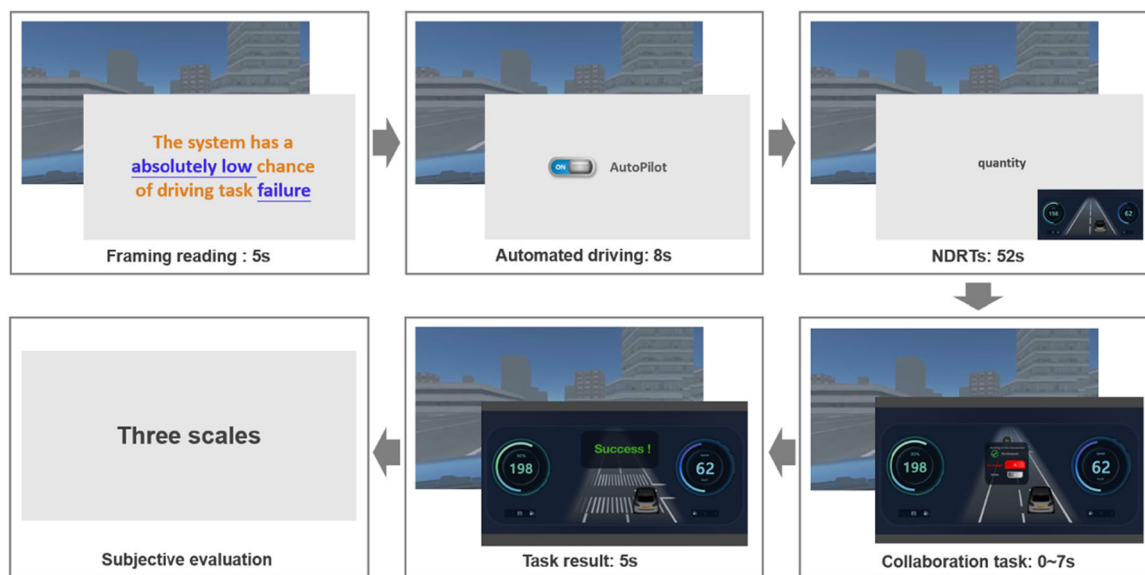 The system has a
absolutely low chance
of driving task failure
Framing reading : 5s
ON
AutoPilot
Automated driving: 8s
quantity
198
62
NDRTs: 52s
Three scales
Subjective evaluation
Success !
198
62
Task result: 5s
198
62
Collaboration task: 0~7s